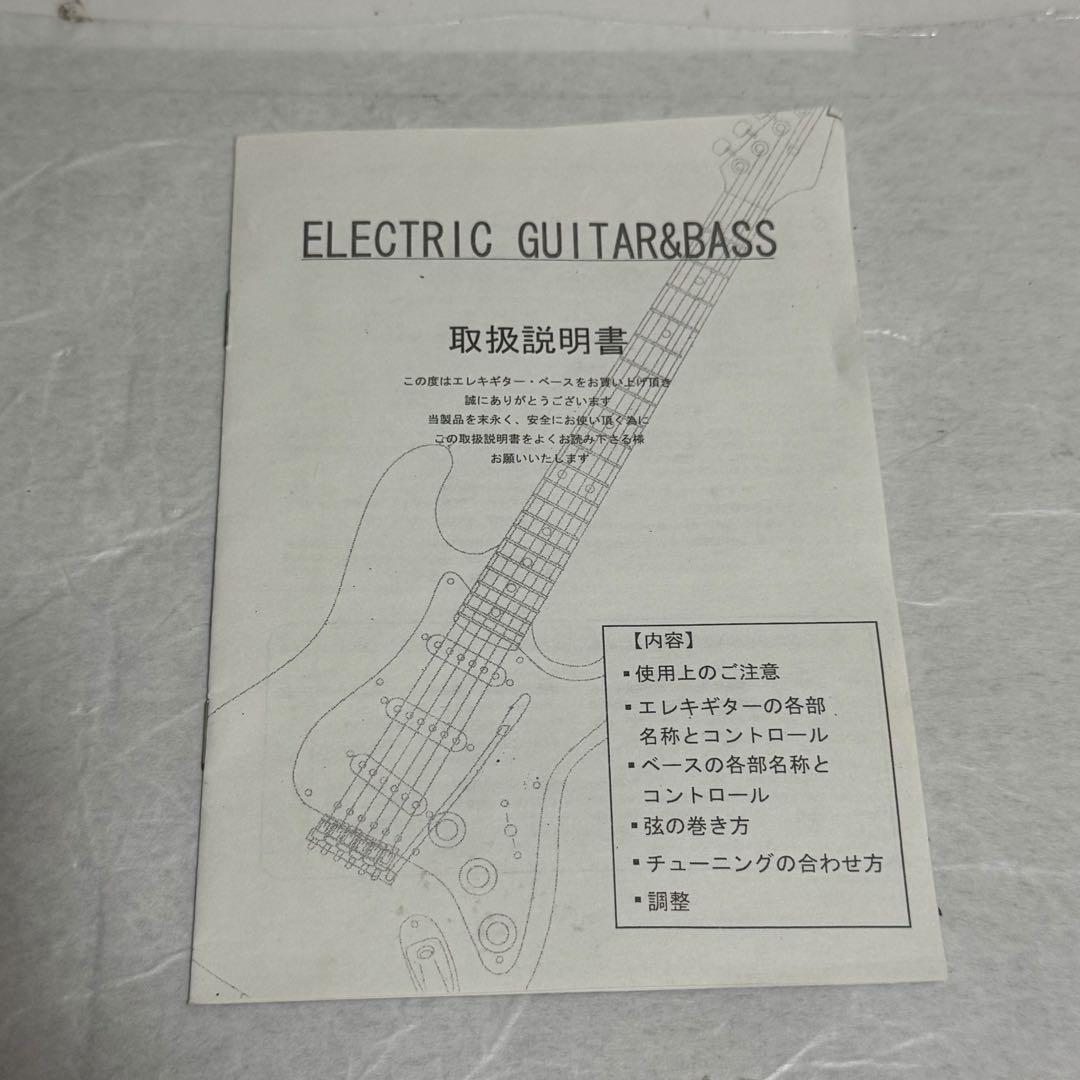 ELECTRIC GUITAR&BASS
取扱説明書
この度はエレキギター・ベースをお買い上げ頂き
誠にありがとうございます
当製品を末永く、安全にお使い頂く為に
この取扱説明書をよくお読み下さる様
お願いいたします
【内容】
▪使用上のご注意
▪エレキギターの各部
名称とコントロール
▪ベースの各部名称と
コントロール
▪弦の巻き方
▪チューニングの合わせ方
▪調整